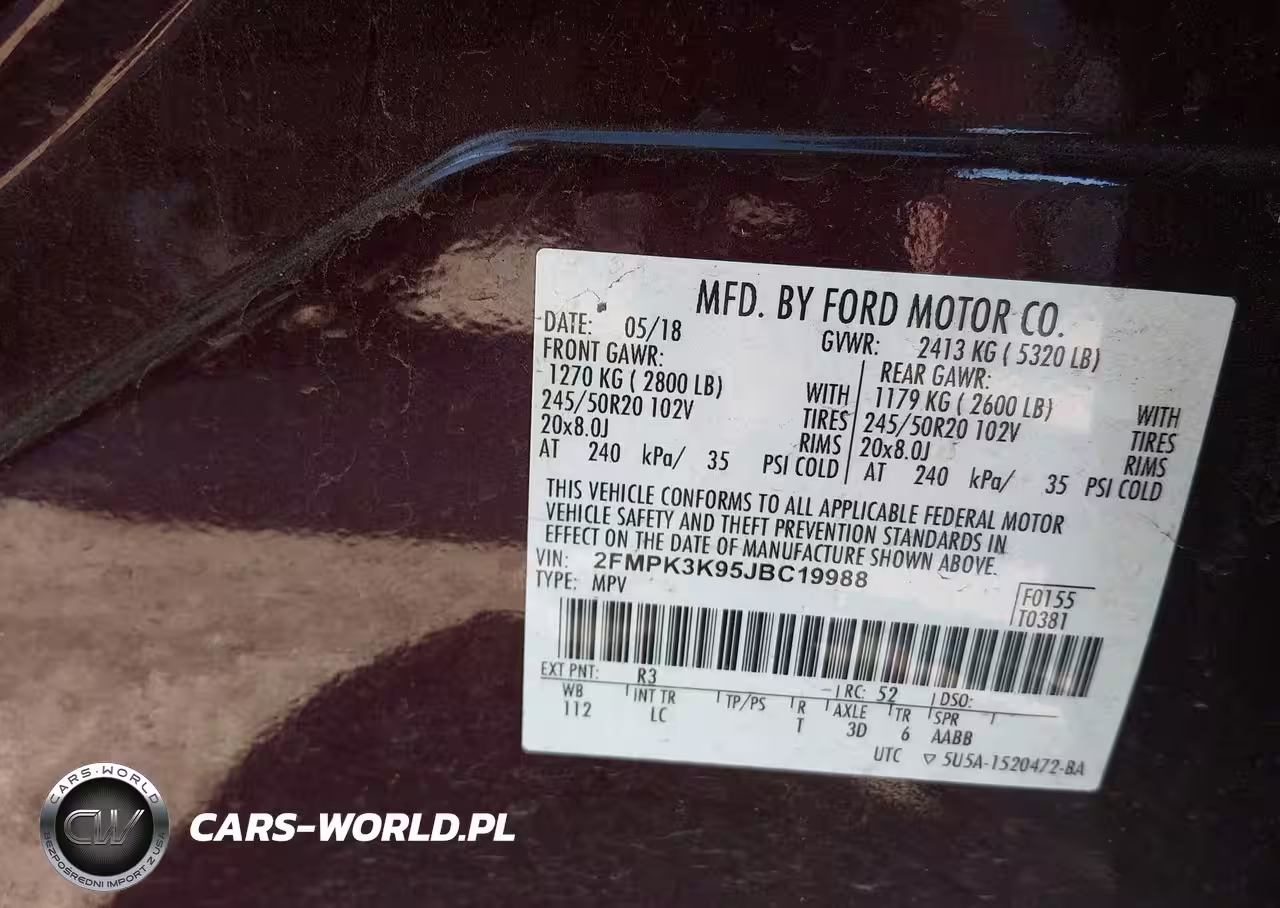 MFD. BY FORD MOTOR CO.
DATE: 05/18 GVWR: 2413 KG ( 5320 LB)
FRONT GAWR: REAR GAWR:
1270 KG ( 2800 LB) WITH 1179 KG ( 2600 LB) WITH
245/50R20 102V TIRES 245/50R20 102V TIRES
20x8.0J RIMS 20x8.0J RIMS
AT 240 kPa/ 35 PSI COLD AT 240 kPa/ 35 PSI COLD
THIS VEHICLE CONFORMS TO ALL APPLICABLE FEDERAL MOTOR
VEHICLE SAFETY AND THEFT PREVENTION STANDARDS IN
EFFECT ON THE DATE OF MANUFACTURE SHOWN ABOVE.
VIN: 2FMPK3K95JBC19988
TYPE: MPV
F0155
T0381
EXT PNT: R3 RC: 52 DSO:
WB INT TR TP/PS R AXLE TR SPR
112 LC T 3D 6 AABB
UTC ▽ 5U5A-1520472-BA
CARS-WORLD
CW
BEZPOŚREDNI IMPORT Z USA
CARS-WORLD.PL